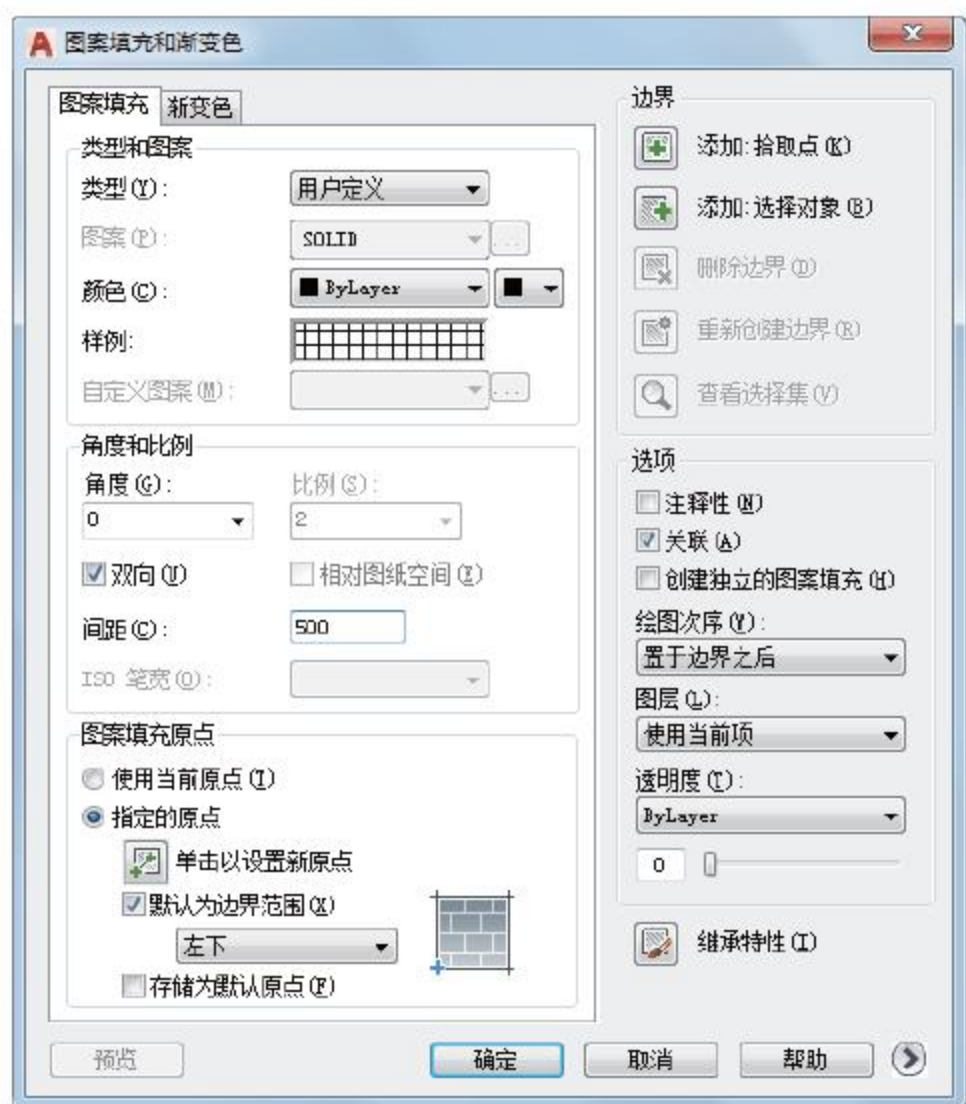 图案填充和渐变色
图案填充
渐变色
类型和图案
类型(Y):
用户定义
图案(P):
SOLID
...
颜色(C):
ByLayer
样例:
自定义图案(M):
...
角度和比例
角度(G):
比例(S):
0
2
双向(U)
相对图纸空间(E)
间距(C):
500
ISO 笔宽(O):
图案填充原点
使用当前原点(T)
指定的原点
单击以设置新原点
默认为边界范围(X)
左下
存储为默认原点(F)
边界
添加:拾取点(K)
添加:选择对象(B)
删除边界(D)
重新创建边界(R)
查看选择集(V)
选项
注释性(N)
关联(A)
创建独立的图案填充(H)
绘图次序(W):
置于边界之后
图层(L):
使用当前项
透明度(T):
ByLayer
0
继承特性(I)
预览
确定
取消
帮助